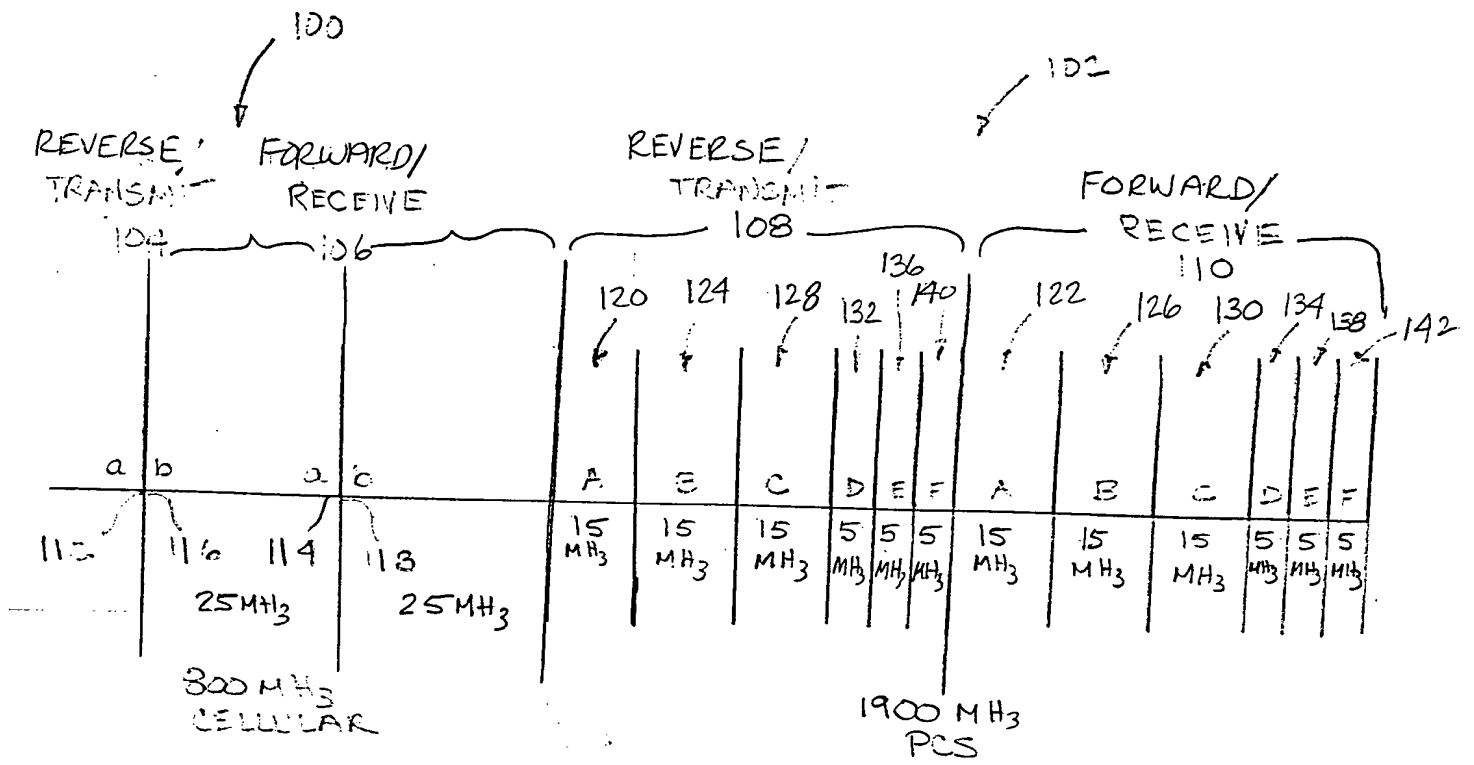 100
102
REVERSE/
TRANSMIT
104
FORWARD/
RECEIVE
106
REVERSE/
TRANSMIT
108
FORWARD/
RECEIVE
110
120 124 128 132 136 140 122 126 130 134 138 142
a b a b
A C D E F A B C D E F
116 114
15 MHz 15 MHz 15 MHz 5 MHz 5 MHz 5 MHz 15 MHz 15 MHz 15 MHz 5 MHz 5 MHz 5 MHz
25 MHz 25 MHz
800 MHz
CELLULAR
1900 MHz
PCS